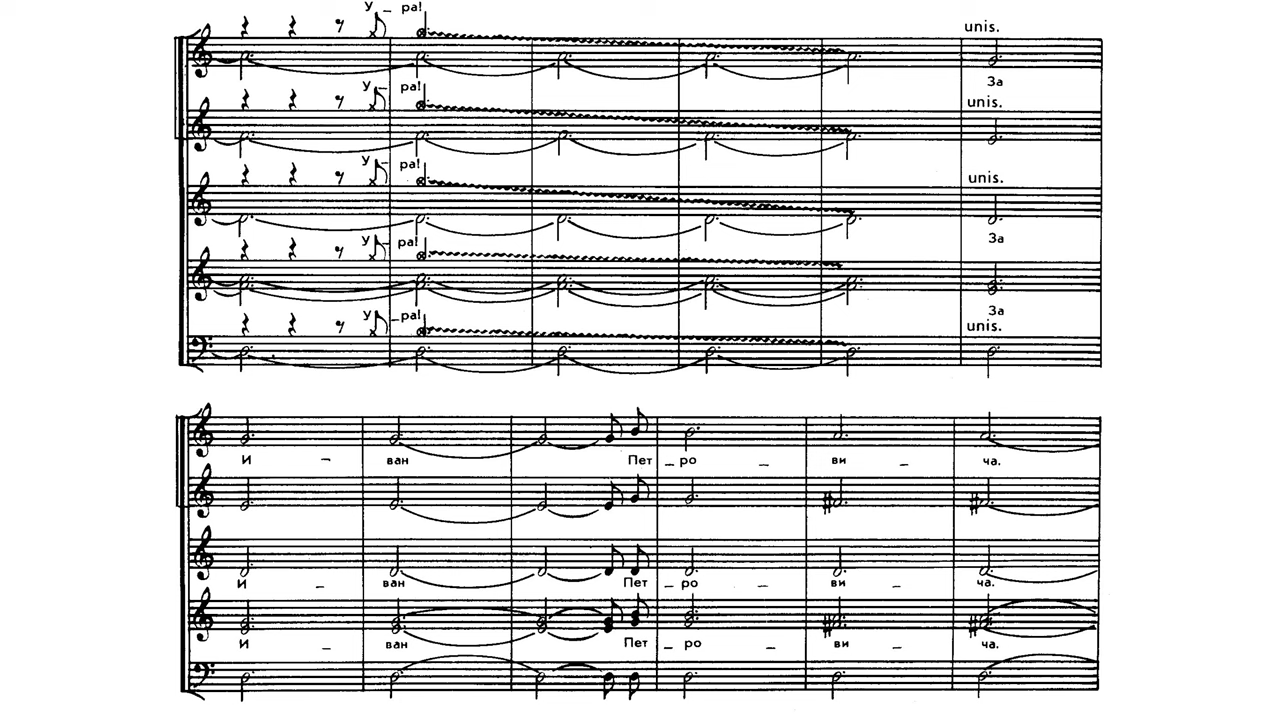 У _ ра!
unis.
За
У _ ра!
unis.
У _ ра!
unis.
За
У _ ра!
За
У _ ра!
unis.
И – ван Пет _ ро – ви – ча.
И – ван Пет _ ро – ви – ча.
И – ван Пет _ ро – ви – ча.